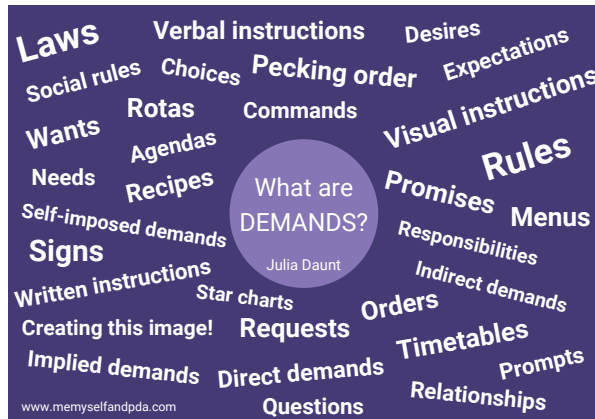 Laws
Verbal instructions
Desires
Expectations
Social rules
Choices
Pecking order
Visual instructions
Rotas
Commands
Wants
Agendas
Rules
Needs
Recipes
What are
DEMANDS?
Julia Daunt
Promises
Menus
Self-imposed demands
Responsibilities
Signs
Indirect demands
Written instructions
Star charts
Orders
Creating this image!
Requests
Timetables
Implied demands
Direct demands
Prompts
Relationships
www.memyselfandpda.com
Questions